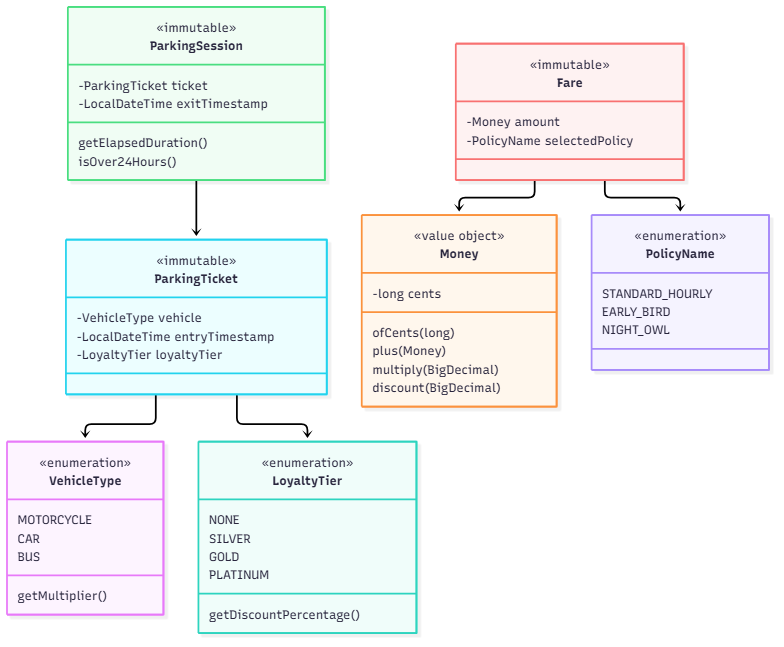 «immutable»
ParkingSession
-ParkingTicket ticket
-LocalDateTime exitTimestamp
getElapsedDuration()
isOver24Hours()
«immutable»
Fare
-Money amount
-PolicyName selectedPolicy
«immutable»
ParkingTicket
-VehicleType vehicle
-LocalDateTime entryTimestamp
-LoyaltyTier loyaltyTier
«value object»
Money
-long cents
ofCents(long)
plus(Money)
multiply(BigDecimal)
discount(BigDecimal)
«enumeration»
PolicyName
STANDARD_HOURLY
EARLY_BIRD
NIGHT_OWL
«enumeration»
VehicleType
MOTORCYCLE
CAR
BUS
getMultiplier()
«enumeration»
LoyaltyTier
NONE
SILVER
GOLD
PLATINUM
getDiscountPercentage()